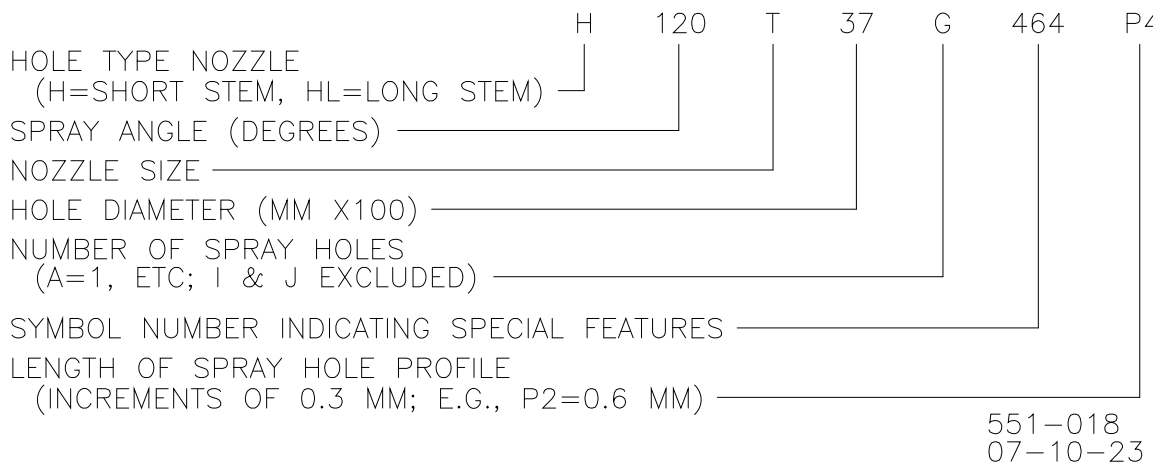 H 120 T 37 G 464 P4
HOLE TYPE NOZZLE
(H=SHORT STEM, HL=LONG STEM)
SPRAY ANGLE (DEGREES)
NOZZLE SIZE
HOLE DIAMETER (MM X100)
NUMBER OF SPRAY HOLES
(A=1, ETC; I & J EXCLUDED)
SYMBOL NUMBER INDICATING SPECIAL FEATURES
LENGTH OF SPRAY HOLE PROFILE
(INCREMENTS OF 0.3 MM; E.G., P2=0.6 MM)
551-018
07-10-23